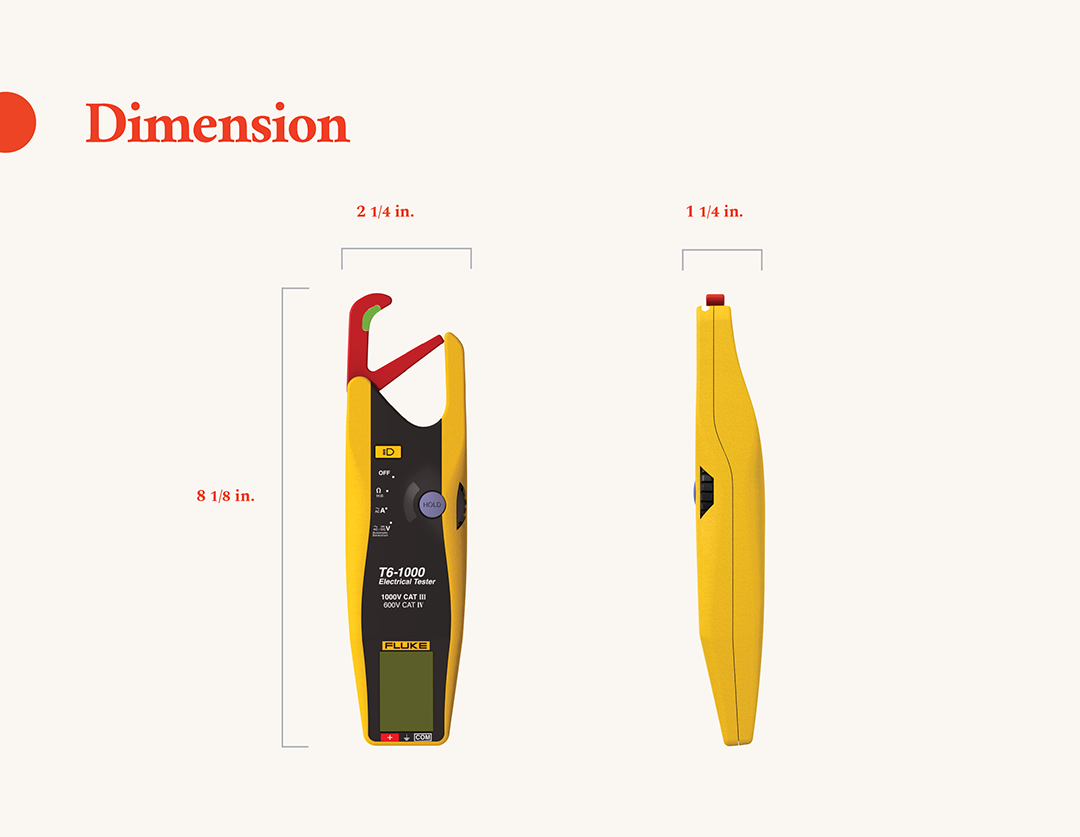 Dimension
2 1/4 in.
1 1/4 in.
8 1/8 in.
OFF
Ω
A
V
HOLD
T6-1000
Electrical Tester
1000V CAT III
600V CAT IV
FLUKE
+
COM